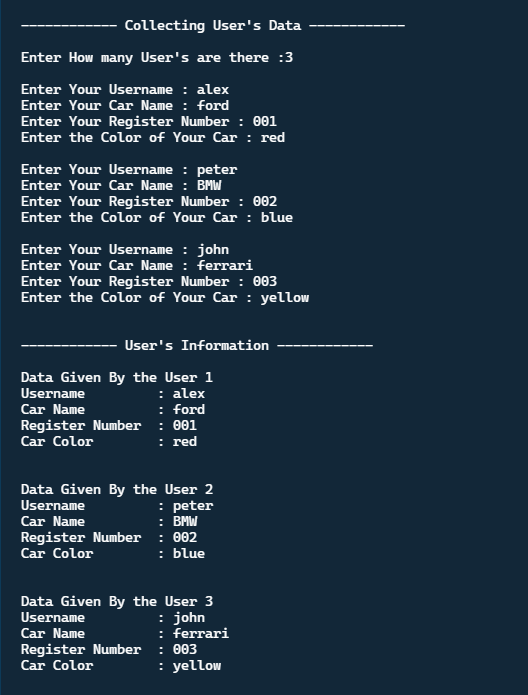 ------------ Collecting User's Data ------------
Enter How many User's are there :3
Enter Your Username : alex
Enter Your Car Name : ford
Enter Your Register Number : 001
Enter the Color of Your Car : red
Enter Your Username : peter
Enter Your Car Name : BMW
Enter Your Register Number : 002
Enter the Color of Your Car : blue
Enter Your Username : john
Enter Your Car Name : ferrari
Enter Your Register Number : 003
Enter the Color of Your Car : yellow
------------ User's Information ------------
Data Given By the User 1
Username         : alex
Car Name         : ford
Register Number  : 001
Car Color        : red
Data Given By the User 2
Username         : peter
Car Name         : BMW
Register Number  : 002
Car Color        : blue
Data Given By the User 3
Username         : john
Car Name         : ferrari
Register Number  : 003
Car Color        : yellow